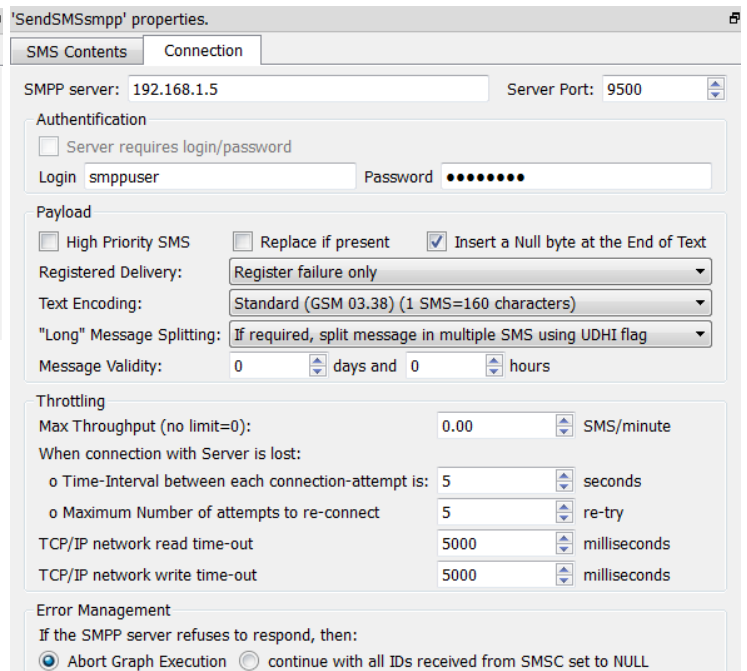 'SendSMSsmpp' properties.
SMS Contents Connection
SMPP server: 192.168.1.5 Server Port: 9500
Authentification
Server requires login/password
Login smppuser Password ●●●●●●●●
Payload
High Priority SMS Replace if present Insert a Null byte at the End of Text
Registered Delivery: Register failure only
Text Encoding: Standard (GSM 03.38) (1 SMS=160 characters)
"Long" Message Splitting: If required, split message in multiple SMS using UDHI flag
Message Validity: 0 days and 0 hours
Throttling
Max Throughput (no limit=0): 0.00 SMS/minute
When connection with Server is lost:
o Time-Interval between each connection-attempt is: 5 seconds
o Maximum Number of attempts to re-connect 5 re-try
TCP/IP network read time-out 5000 milliseconds
TCP/IP network write time-out 5000 milliseconds
Error Management
If the SMPP server refuses to respond, then:
Abort Graph Execution continue with all IDs received from SMSC set to NULL